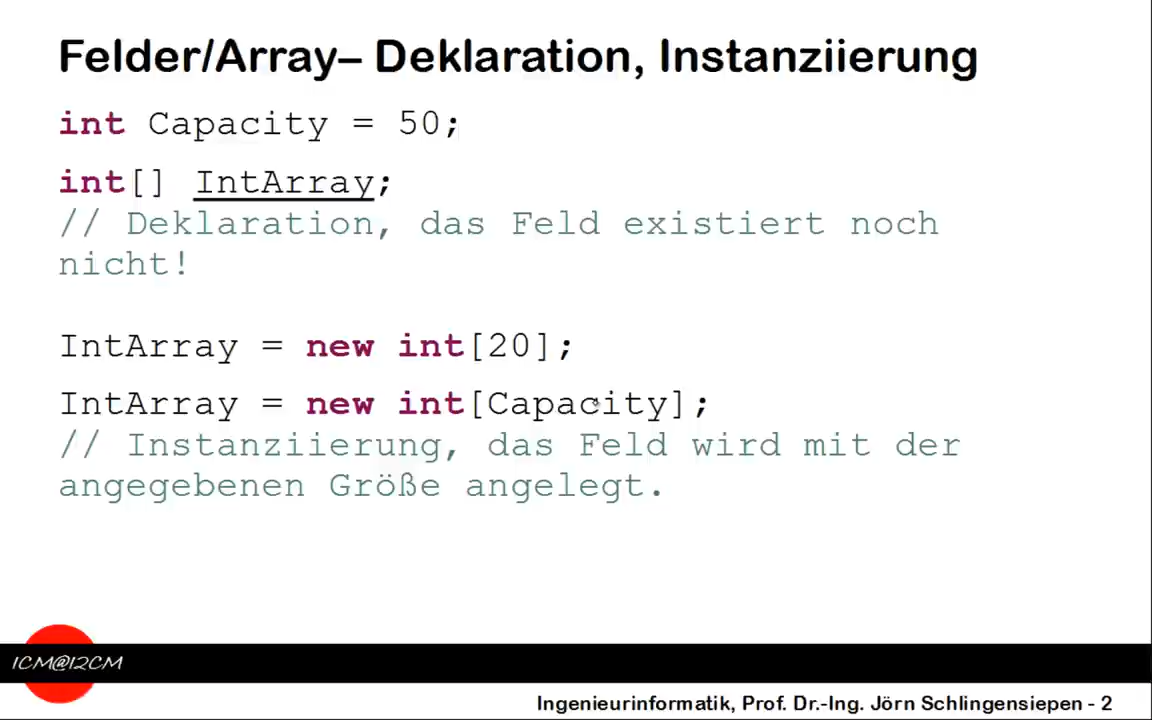 Felder/Array– Deklaration, Instanziierung
int Capacity = 50;
int[] IntArray;
// Deklaration, das Feld existiert noch
nicht!
IntArray = new int[20];
IntArray = new int[Capacity];
// Instanziierung, das Feld wird mit der
angegebenen Größe angelegt.
1CM@12CM
Ingenieurinformatik, Prof. Dr.-Ing. Jörn Schlingensiepen - 2